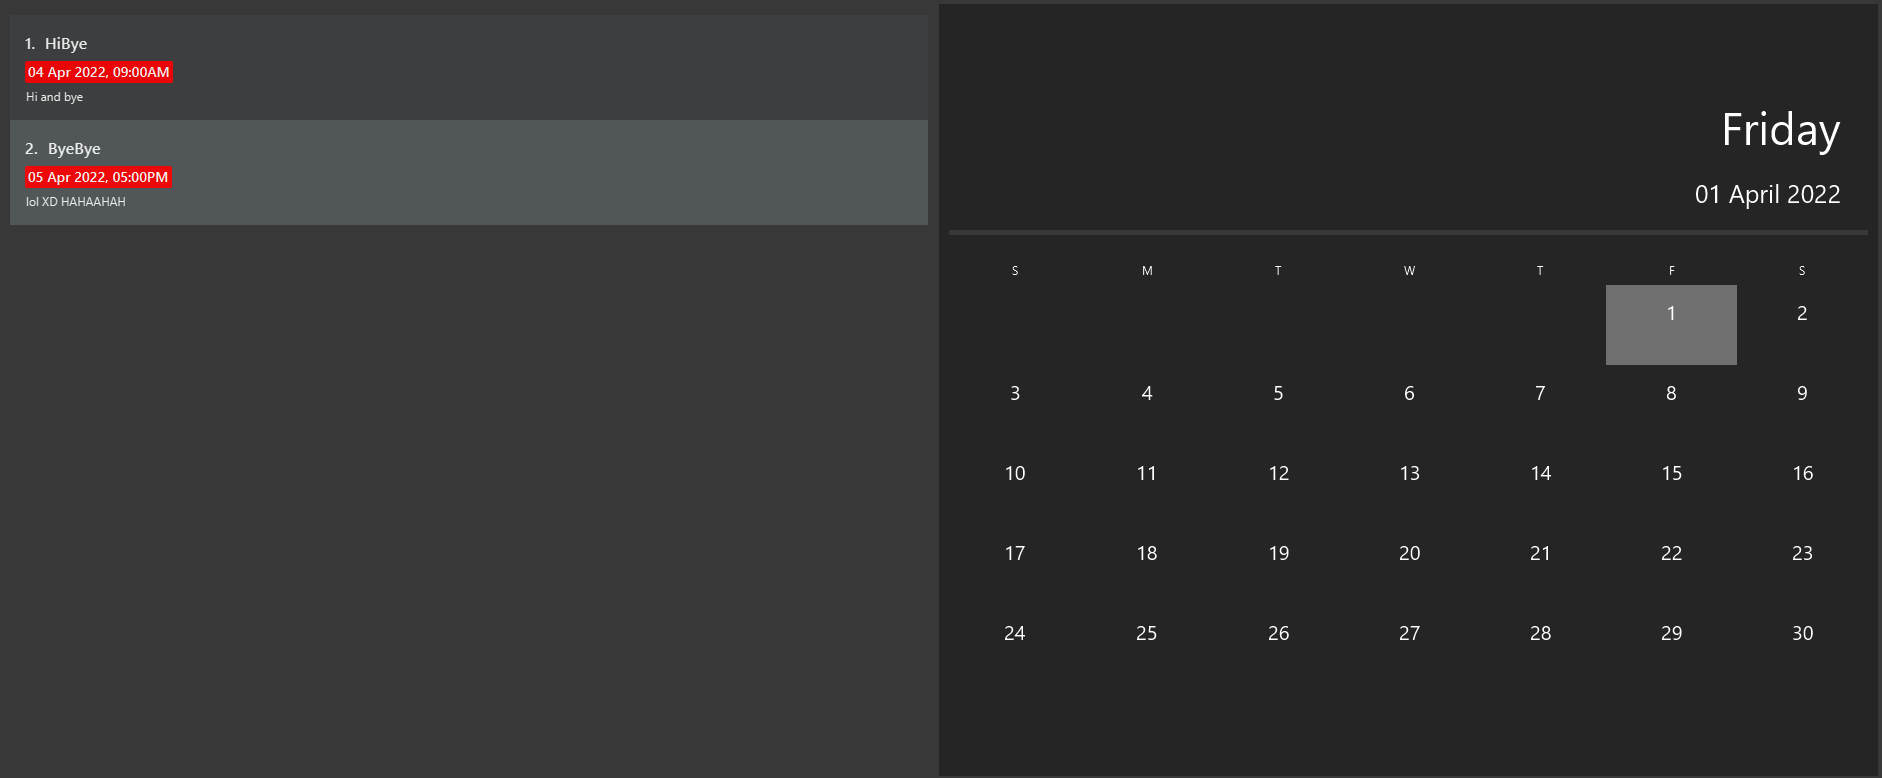 1. HiBye
04 Apr 2022, 09:00AM
Hi and bye
2. ByeBye
05 Apr 2022, 05:00PM
lol XD HAHAAHAH
Friday
01 April 2022
S M T W T F S
1 2
3 4 5 6 7 8 9
10 11 12 13 14 15 16
17 18 19 20 21 22 23
24 25 26 27 28 29 30